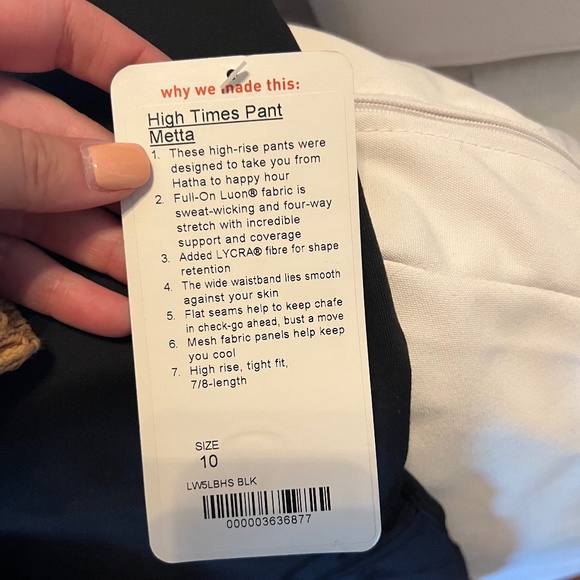 why we made this:
High Times Pant
Metta
1. These high-rise pants were
designed to take you from
Hatha to happy hour
2. Full-On Luon® fabric is
sweat-wicking and four-way
stretch with incredible
support and coverage
3. Added LYCRA® fibre for shape
retention
4. The wide waistband lies smooth
against your skin
5. Flat seams help to keep chafe
in check-go ahead, bust a move
6. Mesh fabric panels help keep
you cool
7. High rise, tight fit,
7/8-length
SIZE
10
LW5LBHS BLK
000003636877